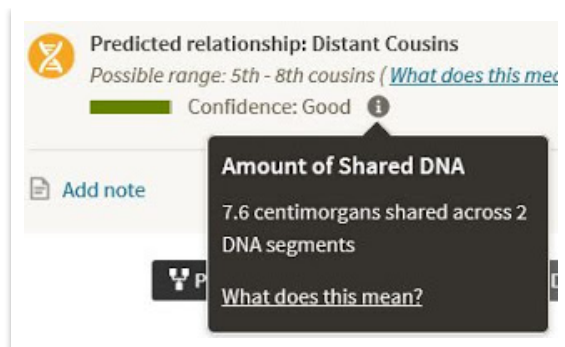 Predicted relationship: Distant Cousins
Possible range: 5th - 8th cousins ( What does this
Confidence: Good
Amount of Shared DNA
7.6 centimorgans shared across 2
DNA segments
What does this mean?
Add note